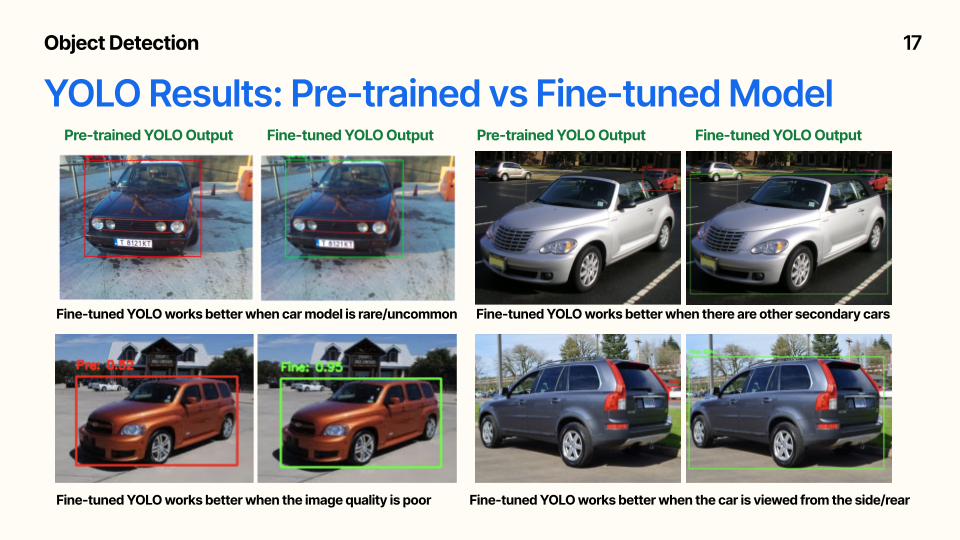 Object Detection
17
YOLO Results: Pre-trained vs Fine-tuned Model
Pre-trained YOLO Output
Fine-tuned YOLO Output
Pre-trained YOLO Output
Fine-tuned YOLO Output
T 8121KT
T 8121KT
Fine-tuned YOLO works better when car model is rare/uncommon
Fine-tuned YOLO works better when there are other secondary cars
Pre: 0.92
Fine: 0.95
Fine-tuned YOLO works better when the image quality is poor
Fine-tuned YOLO works better when the car is viewed from the side/rear